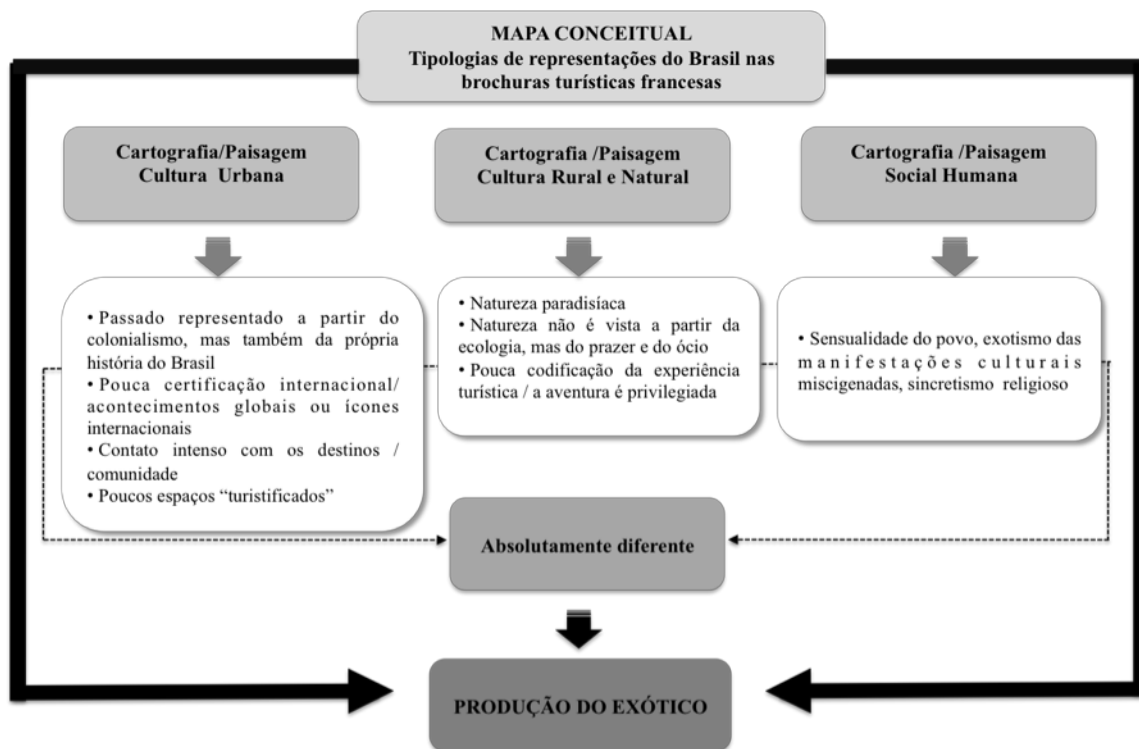 MAPA CONCEITUAL
Tipologias de representações do Brasil nas
brochuras turísticas francesas
Cartografia/Paisagem
Cultura Urbana
Cartografia /Paisagem
Cultura Rural e Natural
Cartografia /Paisagem
Social Humana
• Passado representado a partir do
colonialismo, mas também da própria
história do Brasil
• Pouca certificação internacional/
acontecimentos globais ou ícones
internacionais
• Contato intenso com os destinos /
comunidade
• Poucos espaços “turistificados”
• Natureza paradisíaca
• Natureza não é vista a partir da
ecologia, mas do prazer e do ócio
• Pouca codificação da experiência
turística / a aventura é privilegiada
• Sensualidade do povo, exotismo das
manifestações culturais
miscigenadas, sincretismo religioso
Absolutamente diferente
PRODUÇÃO DO EXÓTICO